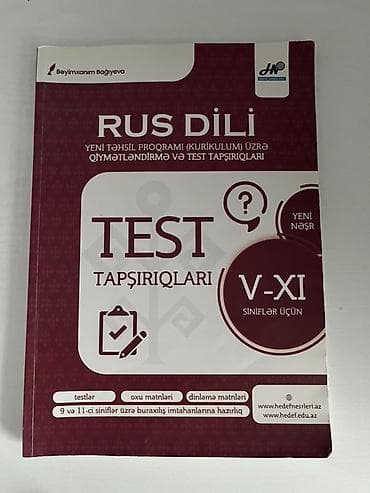 Bəyimxanım Bağıyeva
RUS DİLİ
YENİ TƏHSİL PROQRAMI (KURİKULUM) ÜZRƏ
QİYMƏTLƏNDİRMƏ VƏ TEST TAPŞIRIQLARI
?
YENİ
NƏŞR
TEST
TAPŞIRIQLARI
V-XI
SİNİFLƏR ÜÇÜN
testlər
oxu mətnləri
dinləmə mətnləri
9 və 11-ci siniflər üzrə buraxılış imtahanlarına hazırlıq
www.hedefnesrleri.az
www.hedef.edu.az